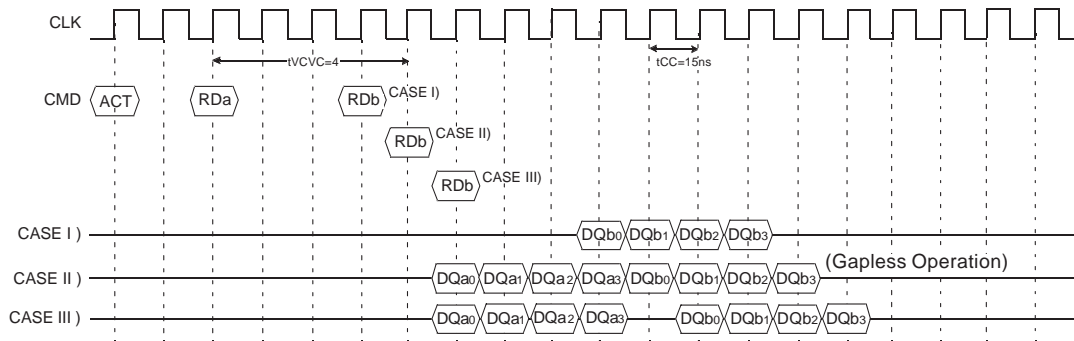 CLK
tVCVC=4
tCC=15ns
CMD ACT RDa RDb CASE I)
RDb CASE II)
RDb CASE III)
CASE I ) DQb0 DQb1 DQb2 DQb3
CASE II ) DQa0 DQa1 DQa2 DQa3 DQb0 DQb1 DQb2 DQb3 (Gapless Operation)
CASE III ) DQa0 DQa1 DQa2 DQa3 DQb0 DQb1 DQb2 DQb3